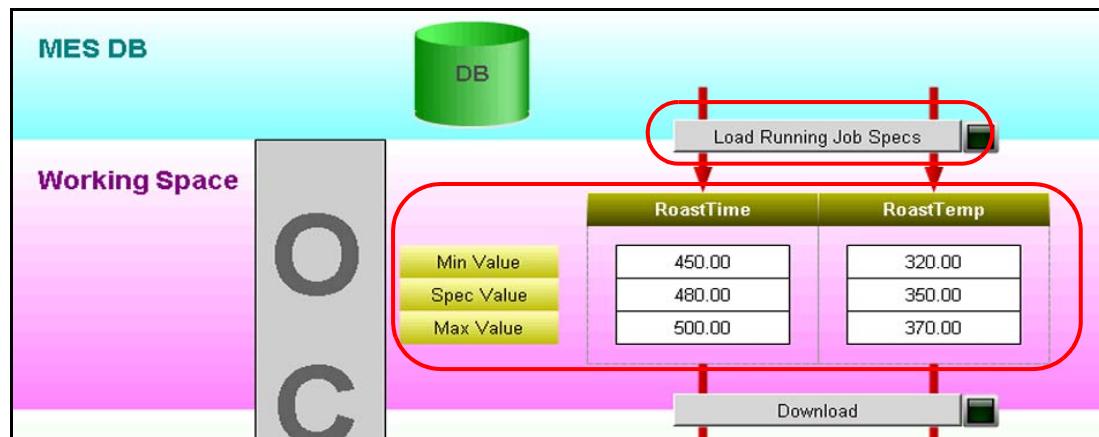 MES DB
DB
Load Running Job Specs
Working Space
O
C
RoastTime RoastTemp
Min Value 450.00 320.00
Spec Value 480.00 350.00
Max Value 500.00 370.00
Download